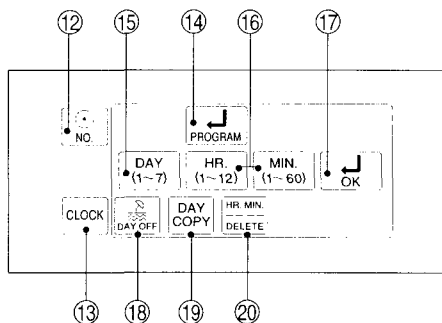 ⑫ ⑮ ⑭ ⑯ ⑰
NO.
PROGRAM
DAY
(1~7)
HR.
(1~12)
MIN.
(1~60)
OK
CLOCK
DAY OFF
DAY
COPY
HR. MIN.
DELETE
⑬ ⑱ ⑲ ⑳